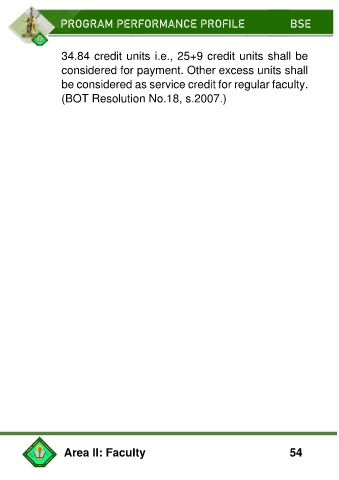 PROGRAM PERFORMANCE PROFILE BSE
34.84 credit units i.e., 25+9 credit units shall be
considered for payment. Other excess units shall
be considered as service credit for regular faculty.
(BOT Resolution No.18, s.2007.)
Area II: Faculty 54